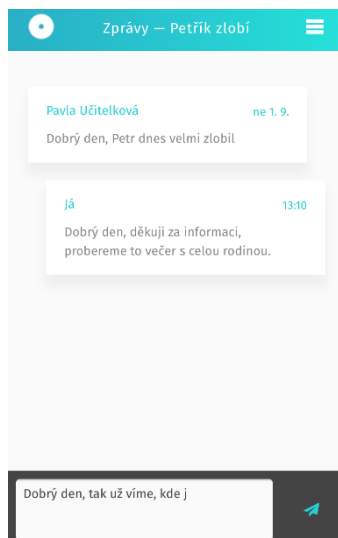 Zprávy — Petřík zlobí
Pavla Učitelková
ne 1. 9.
Dobrý den, Petr dnes velmi zlobil
Já
13:10
Dobrý den, děkuji za informaci,
probereme to večer s celou rodinou.
Dobrý den, tak už víme, kde j